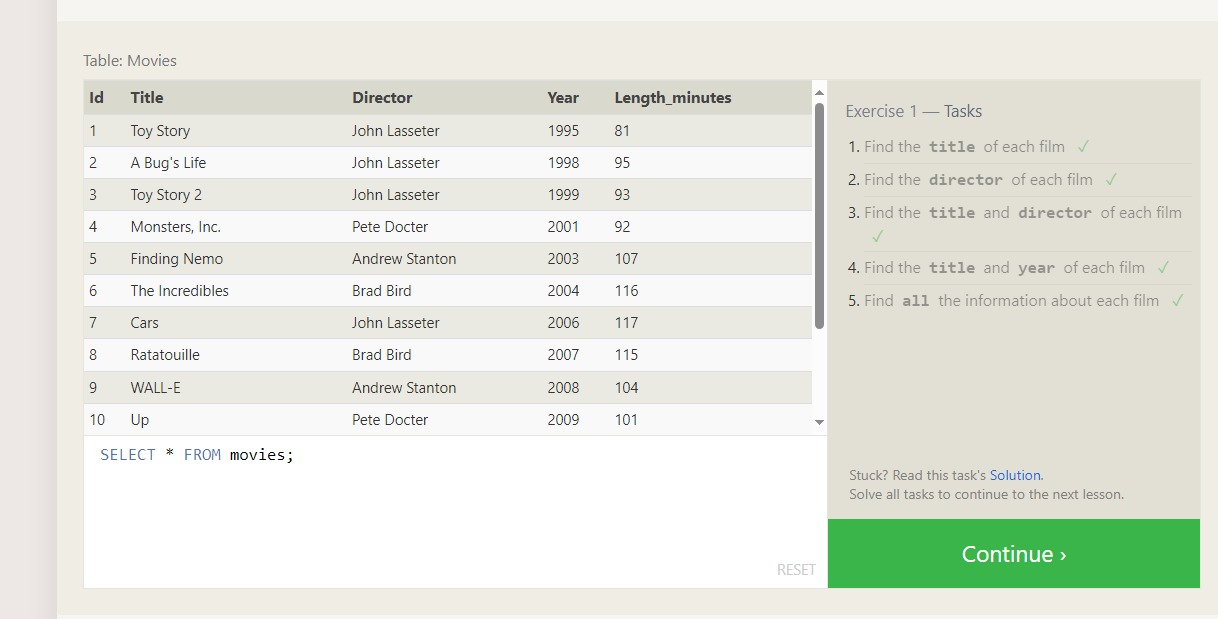 Table: Movies
Id Title Director Year Length_minutes
1 Toy Story John Lasseter 1995 81
2 A Bug's Life John Lasseter 1998 95
3 Toy Story 2 John Lasseter 1999 93
4 Monsters, Inc. Pete Docter 2001 92
5 Finding Nemo Andrew Stanton 2003 107
6 The Incredibles Brad Bird 2004 116
7 Cars John Lasseter 2006 117
8 Ratatouille Brad Bird 2007 115
9 WALL-E Andrew Stanton 2008 104
10 Up Pete Docter 2009 101
SELECT * FROM movies;
RESET
Exercise 1 — Tasks
1. Find the title of each film ✓
2. Find the director of each film ✓
3. Find the title and director of each film
✓
4. Find the title and year of each film ✓
5. Find all the information about each film ✓
Stuck? Read this task's Solution.
Solve all tasks to continue to the next lesson.
Continue ›